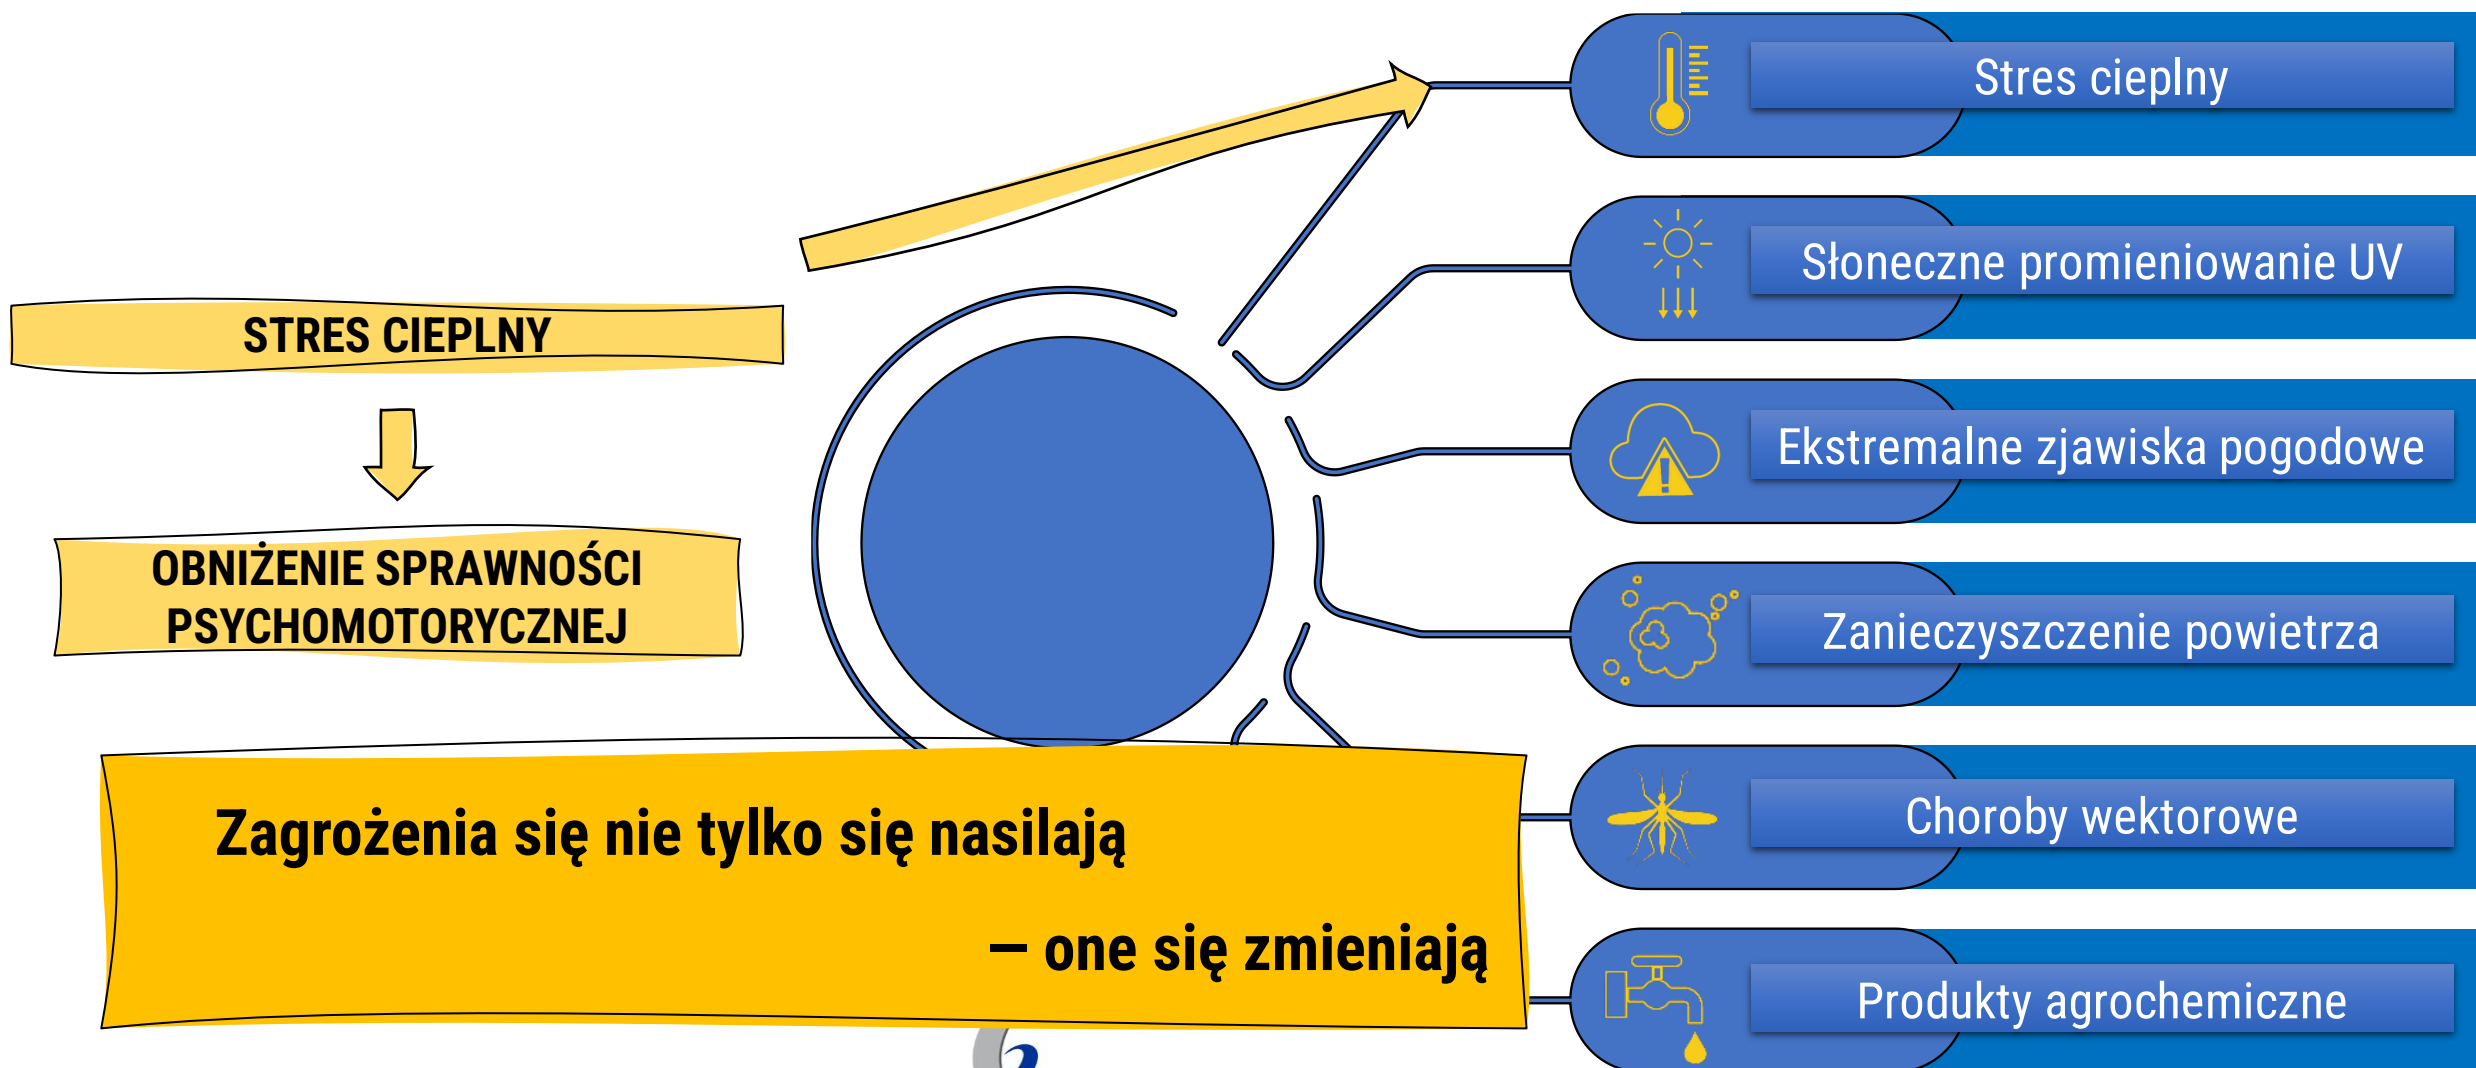 STRES CIEPLNY
OBNIŻENIE SPRAWNOŚCI
PSYCHOMOTORYCZNEJ
Zagrożenia się nie tylko się nasilają
– one się zmieniają
Stres cieplny
Słoneczne promieniowanie UV
Ekstremalne zjawiska pogodowe
Zanieczyszczenie powietrza
Choroby wektorowe
Produkty agrochemiczne